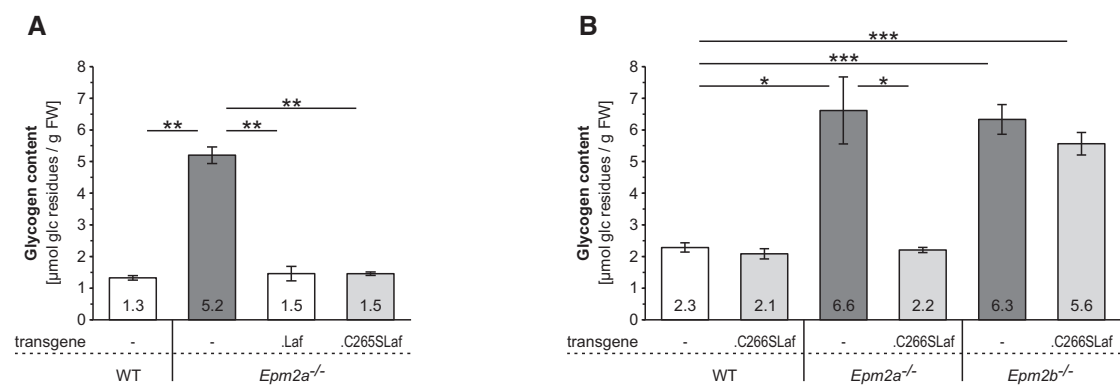 A
Glycogen content
[µmol glc residues / g FW]
8
7
6
5
4
3
2
1
0
**
**
**
1.3
5.2
1.5
1.5
transgene
-
-
.Laf
.C265SLaf
WT
Epm2a-/-
B
Glycogen content
[µmol glc residues / g FW]
8
7
6
5
4
3
2
1
0
***
***
*
*
2.3
2.1
6.6
2.2
6.3
5.6
transgene
-
.C266SLaf
-
.C266SLaf
-
.C266SLaf
WT
Epm2a-/-
Epm2b-/-